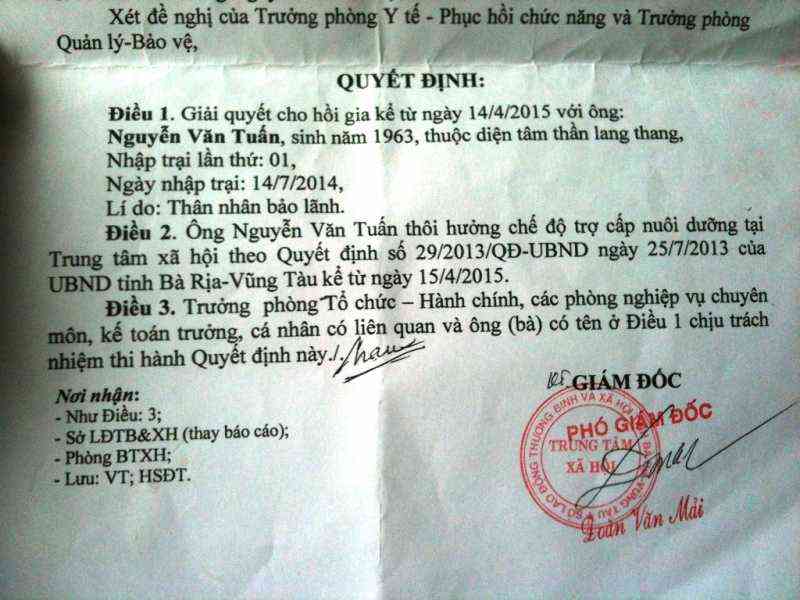 Xét đề nghị của Trưởng phòng Y tế - Phục hồi chức năng và Trưởng phòng
Quản lý-Bảo vệ,
QUYẾT ĐỊNH:
Điều 1. Giải quyết cho hồi gia kể từ ngày 14/4/2015 với ông:
Nguyễn Văn Tuấn, sinh năm 1963, thuộc diện tâm thần lang thang,
Nhập trại lần thứ: 01,
Ngày nhập trại: 14/7/2014,
Lí do: Thân nhân bảo lãnh.
Điều 2. Ông Nguyễn Văn Tuấn thôi hưởng chế độ trợ cấp nuôi dưỡng tại
Trung tâm xã hội theo Quyết định số 29/2013/QĐ-UBND ngày 25/7/2013 của
UBND tỉnh Bà Rịa-Vũng Tàu kể từ ngày 15/4/2015.
Điều 3. Trưởng phòng Tổ chức – Hành chính, các phòng nghiệp vụ chuyên
môn, kế toán trưởng, cá nhân có liên quan và ông (bà) có tên ở Điều 1 chịu trách
nhiệm thi hành Quyết định này./.
Nơi nhận:
- Như Điều: 3;
- Sở LĐTB&XH (thay báo cáo);
- Phòng BTXH;
- Lưu: VT; HSĐT.
GIÁM ĐỐC
PHÓ GIÁM ĐỐC
SỞ LAO ĐỘNG THƯƠNG BINH VÀ XÃ HỘI
TRUNG TÂM
XÃ HỘI
Đoàn Văn Mải